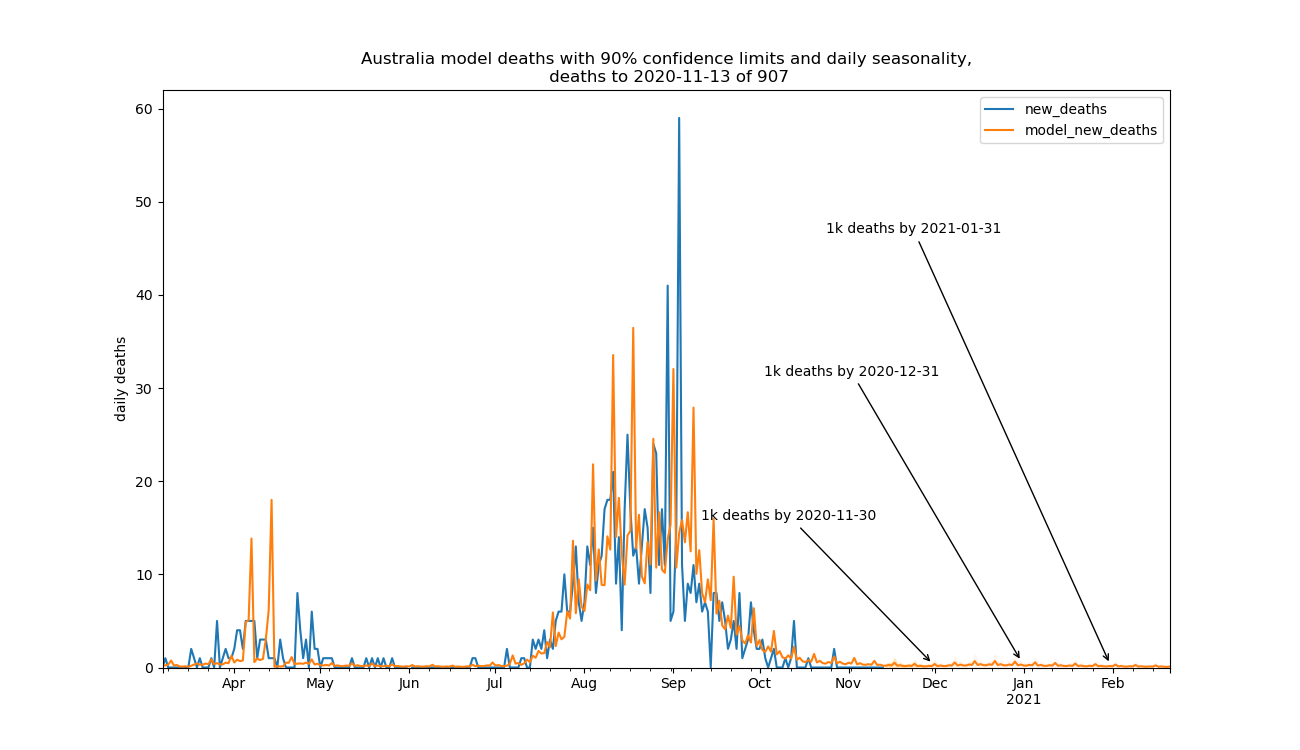 Australia model deaths with 90% confidence limits and daily seasonality,
deaths to 2020-11-13 of 907
new_deaths
model_new_deaths
daily deaths
60
50
40
30
20
10
0
1k deaths by 2021-01-31
1k deaths by 2020-12-31
1k deaths by 2020-11-30
Apr May Jun Jul Aug Sep Oct Nov Dec Jan Feb
2021